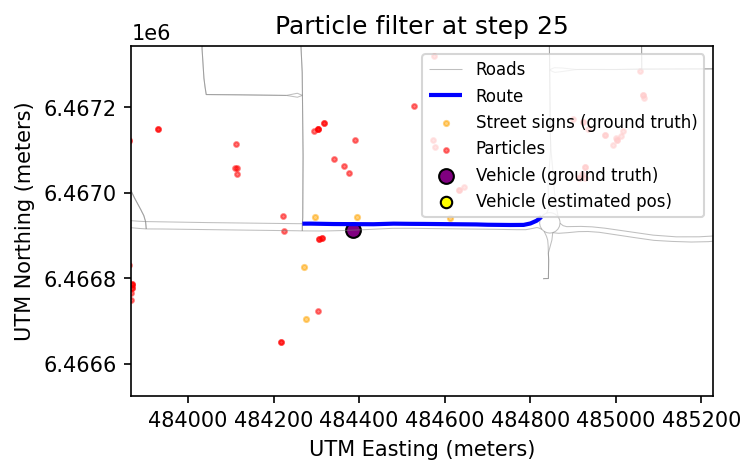 Particle filter at step 25
1e6
6.4672
6.4670
6.4668
6.4666
UTM Northing (meters)
Roads
Route
Street signs (ground truth)
Particles
Vehicle (ground truth)
Vehicle (estimated pos)
484000 484200 484400 484600 484800 485000 485200
UTM Easting (meters)